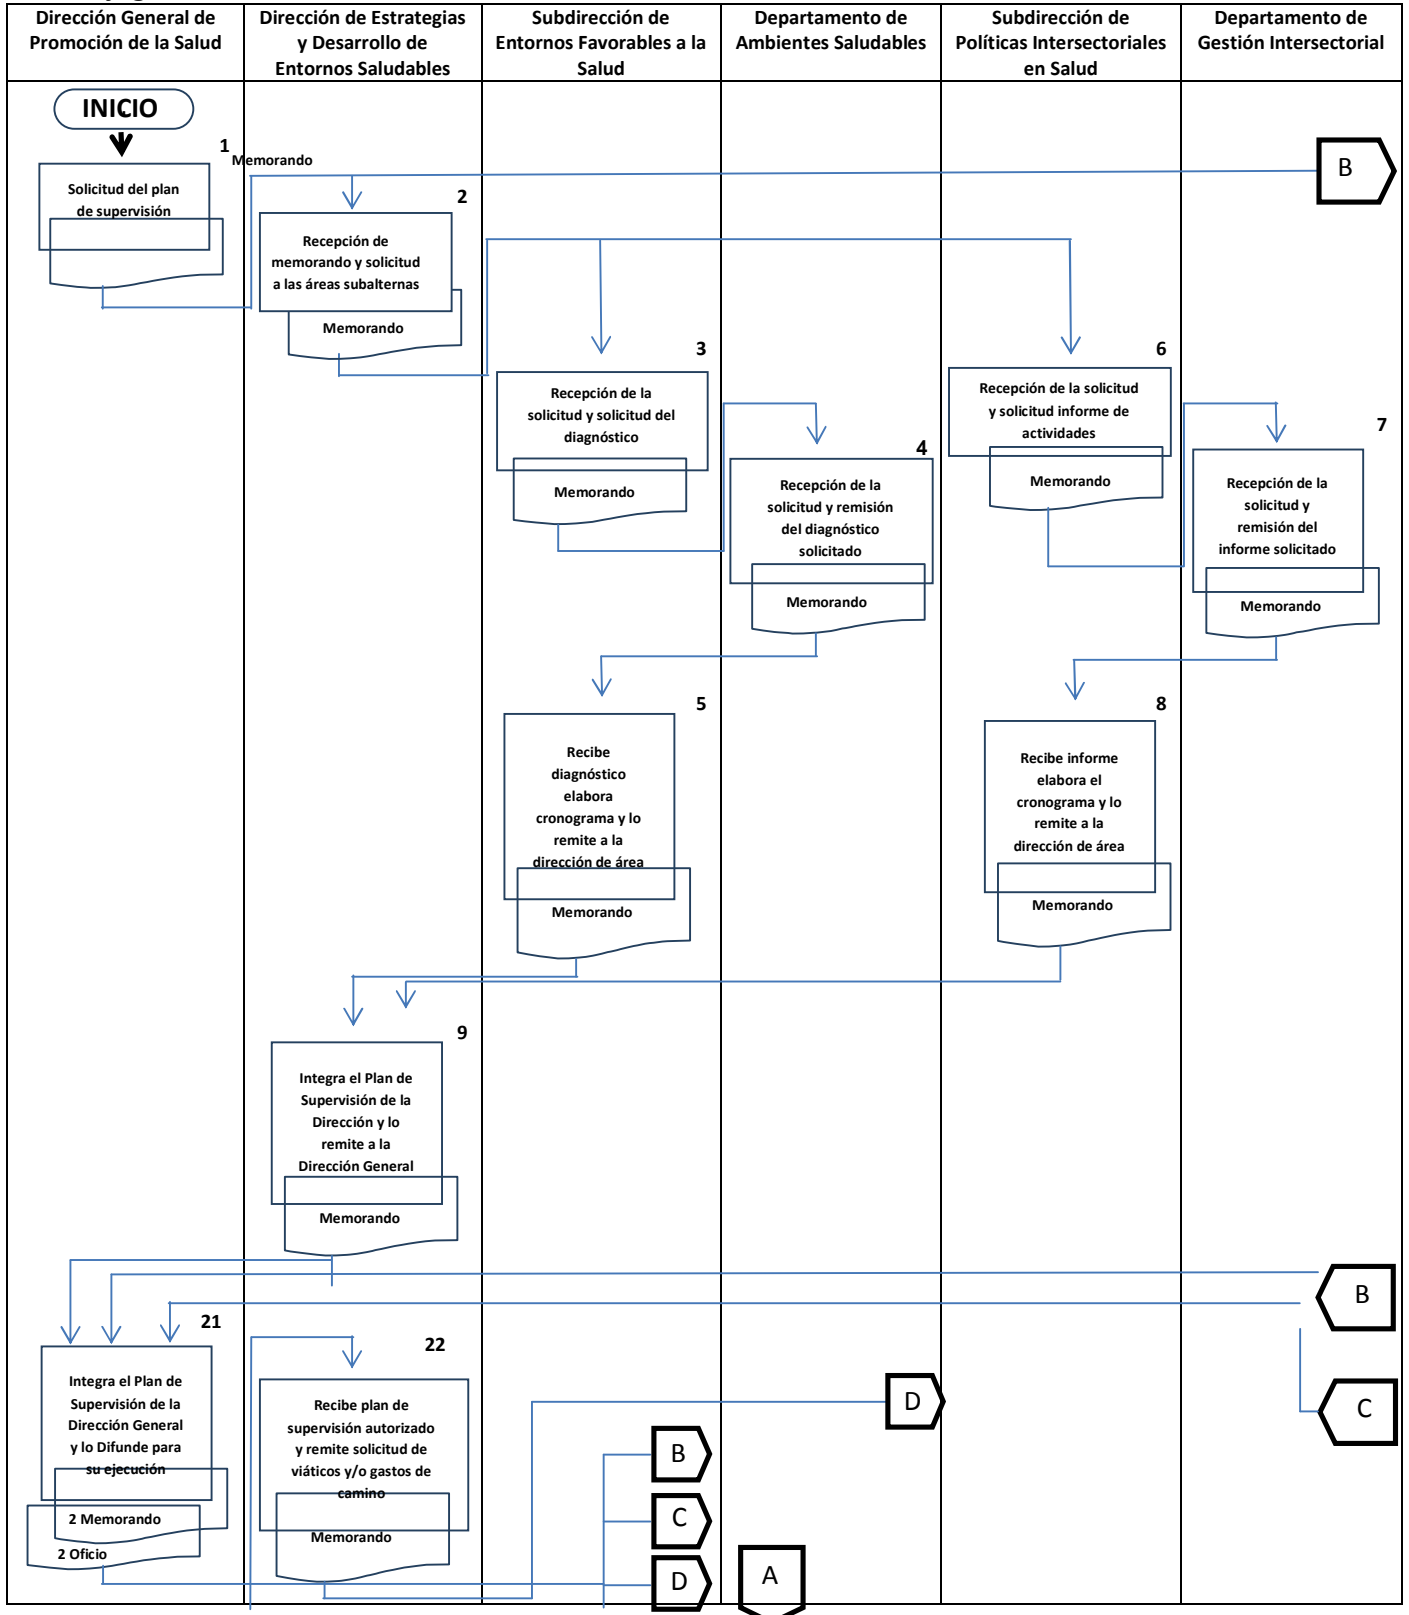 Dirección General de
Promoción de la Salud
Dirección de Estrategias
y Desarrollo de
Entornos Saludables
Subdirección de
Entornos Favorables a la
Salud
Departamento de
Ambientes Saludables
Subdirección de
Políticas Intersectoriales
en Salud
Departamento de
Gestión Intersectorial
INICIO
1
Memorando
Solicitud del plan
de supervisión
B
2
Recepción de
memorando y solicitud
a las áreas subalternas
Memorando
3
Recepción de la
solicitud y solicitud del
diagnóstico
Memorando
4
Recepción de la
solicitud y remisión
del diagnóstico
solicitado
Memorando
6
Recepción de la solicitud
y solicitud informe de
actividades
Memorando
7
Recepción de la
solicitud y
remisión del
informe solicitado
Memorando
5
Recibe
diagnóstico
elabora
cronograma y lo
remite a la
dirección de área
Memorando
8
Recibe informe
elabora el
cronograma y lo
remite a la
dirección de área
Memorando
9
Integra el Plan de
Supervisión de la
Dirección y lo
remite a la
Dirección General
Memorando
B
21
Integra el Plan de
Supervisión de la
Dirección General
y lo Difunde para
su ejecución
2 Memorando
2 Oficio
22
Recibe plan de
supervisión autorizado
y remite solicitud de
viáticos y/o gastos de
camino
Memorando
D
C
B
C
D
A